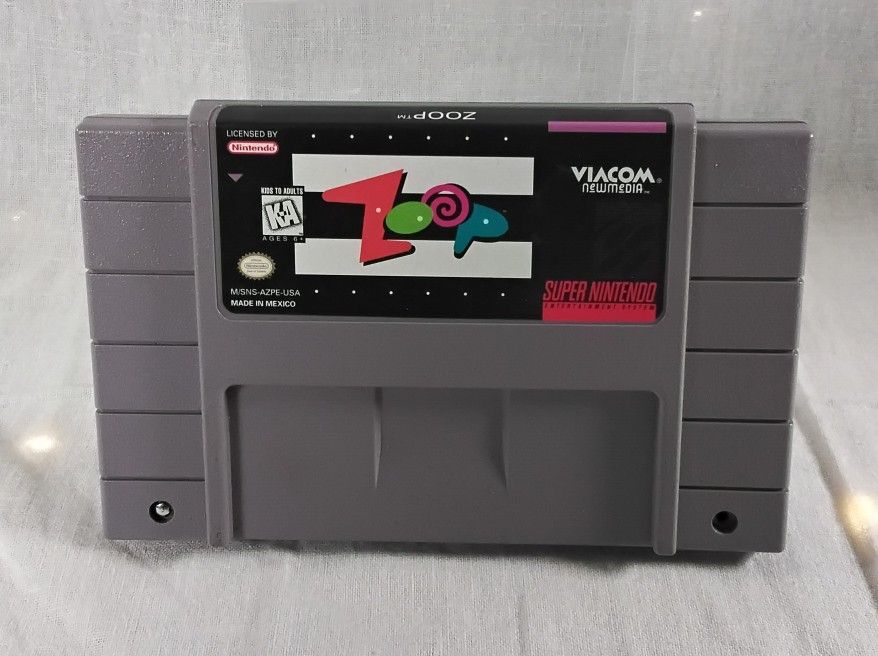 ZOOP™
LICENSED BY
Nintendo
KIDS TO ADULTS
K-A
AGES 6+
M/SNS-AZPE-USA
MADE IN MEXICO
ZOOP
VIACOM®
newmedia™
SUPER NINTENDO
ENTERTAINMENT SYSTEM